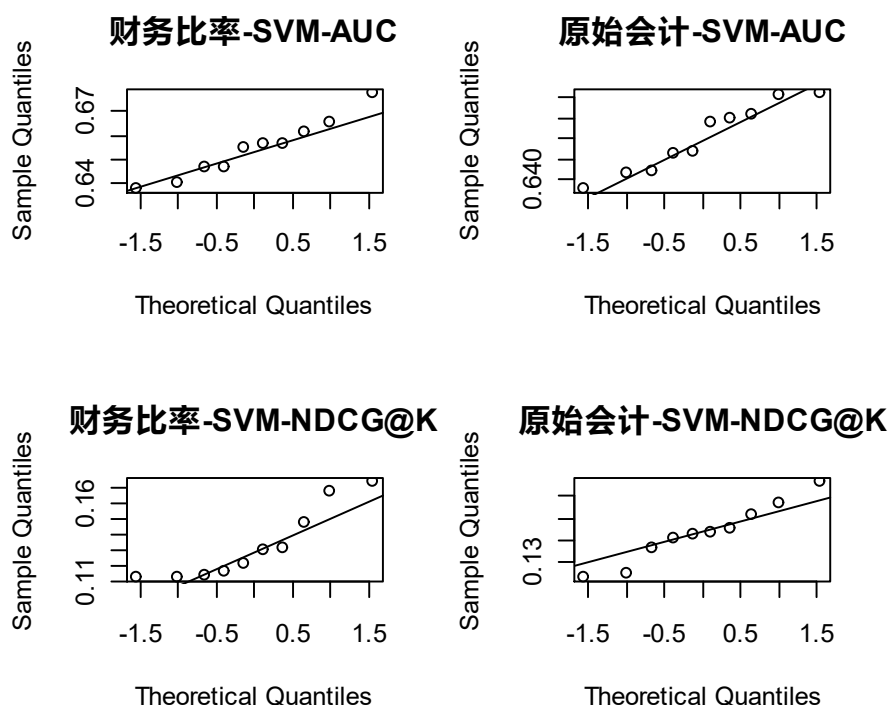 财务比率-SVM-AUC
Sample Quantiles
0.67
0.64
-1.5 -0.5 0.5 1.5
Theoretical Quantiles
原始会计-SVM-AUC
Sample Quantiles
0.640
-1.5 -0.5 0.5 1.5
Theoretical Quantiles
财务比率-SVM-NDCG@K
Sample Quantiles
0.16
0.11
-1.5 -0.5 0.5 1.5
Theoretical Quantiles
原始会计-SVM-NDCG@K
Sample Quantiles
0.13
-1.5 -0.5 0.5 1.5
Theoretical Quantiles